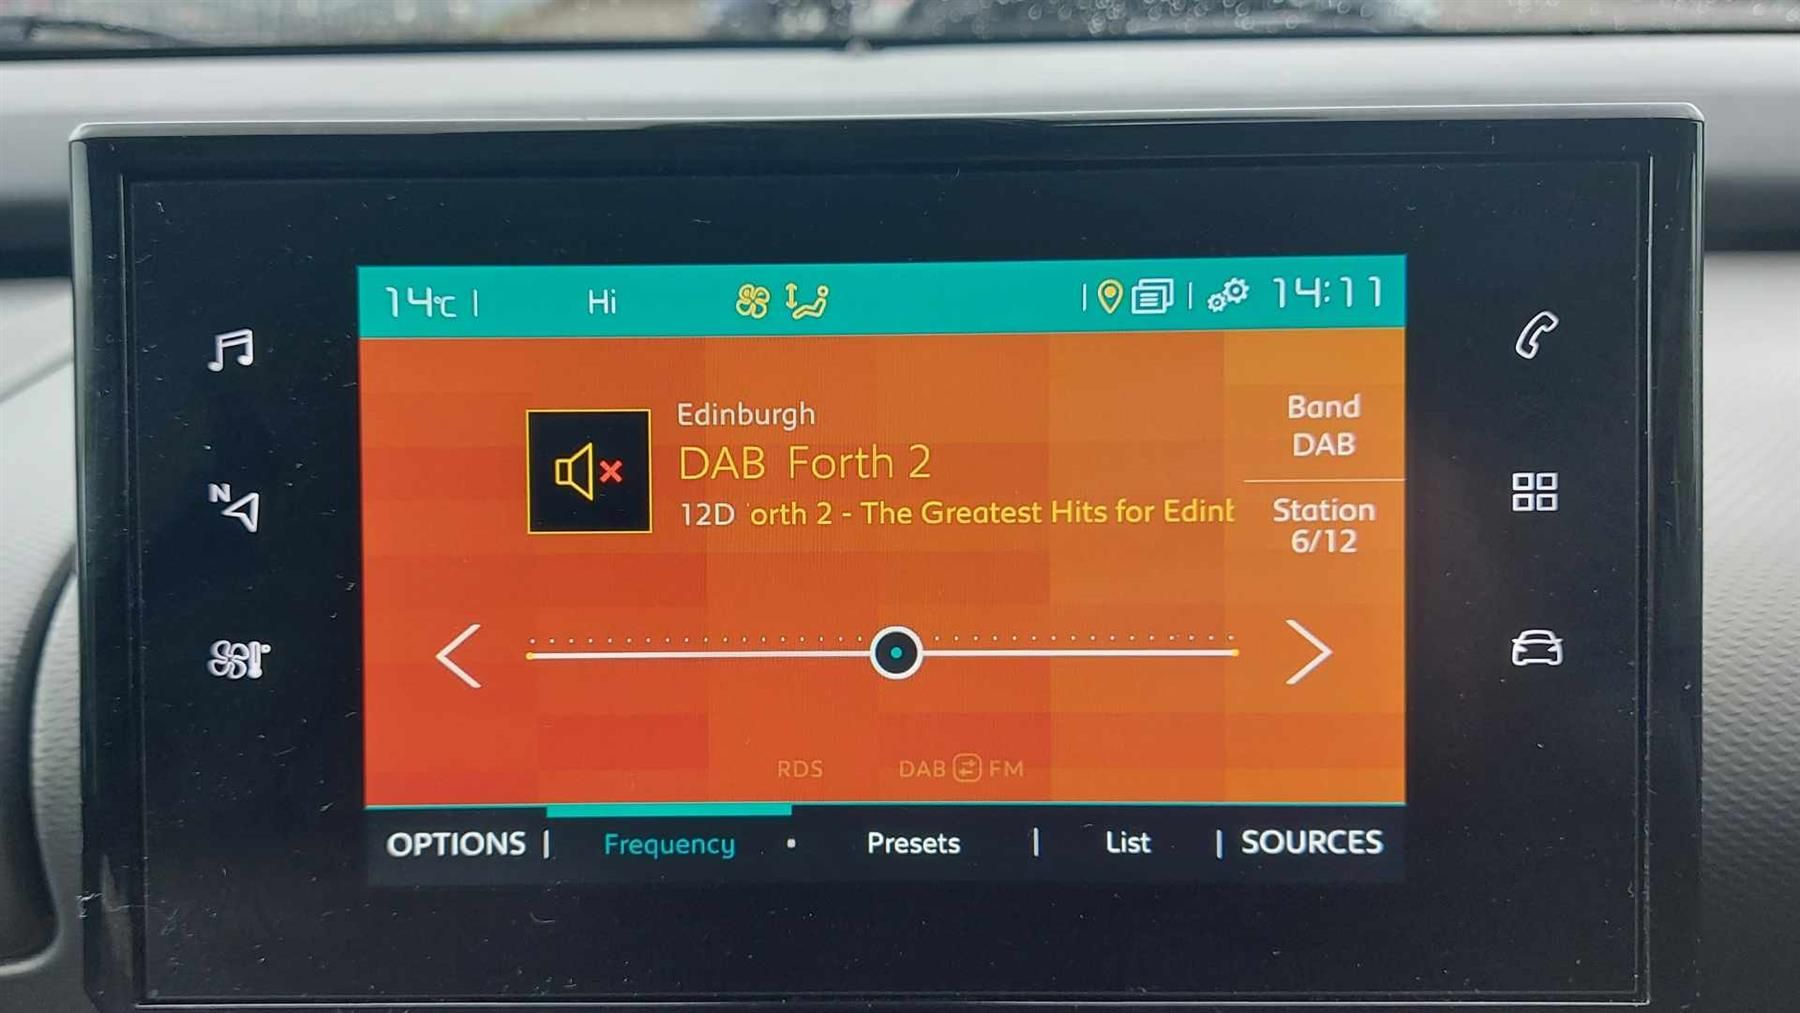 14°C | Hi | | 14:11
Edinburgh
DAB Forth 2
12D orth 2 - The Greatest Hits for Edinb
Band
DAB
Station
6/12
N
RDS DAB FM
OPTIONS | Frequency · Presets | List | SOURCES